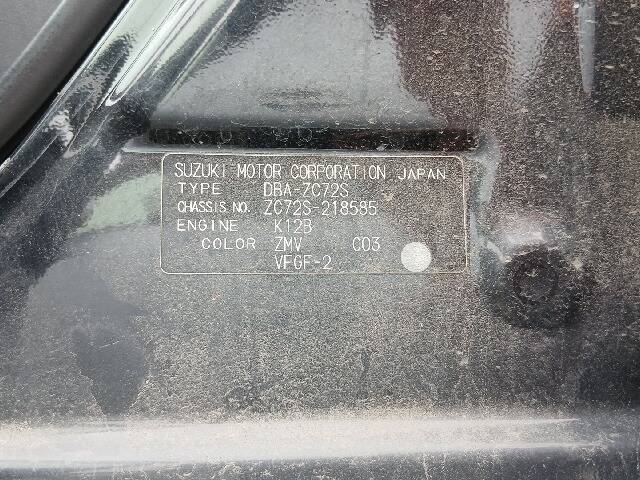 SUZUKI MOTOR CORPORATION JAPAN
TYPE DBA-ZC72S
CHASSIS NO. ZC72S-218585
ENGINE K12B
COLOR ZMV C03
VFGF-2